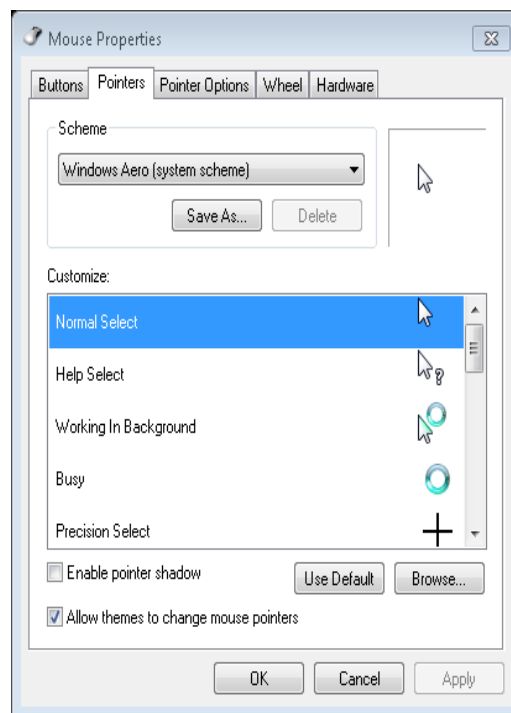 Mouse Properties
Buttons Pointers Pointer Options Wheel Hardware
Scheme
Windows Aero (system scheme)
Save As... Delete
Customize:
Normal Select
Help Select
Working In Background
Busy
Precision Select
Enable pointer shadow
Use Default Browse...
Allow themes to change mouse pointers
OK Cancel Apply